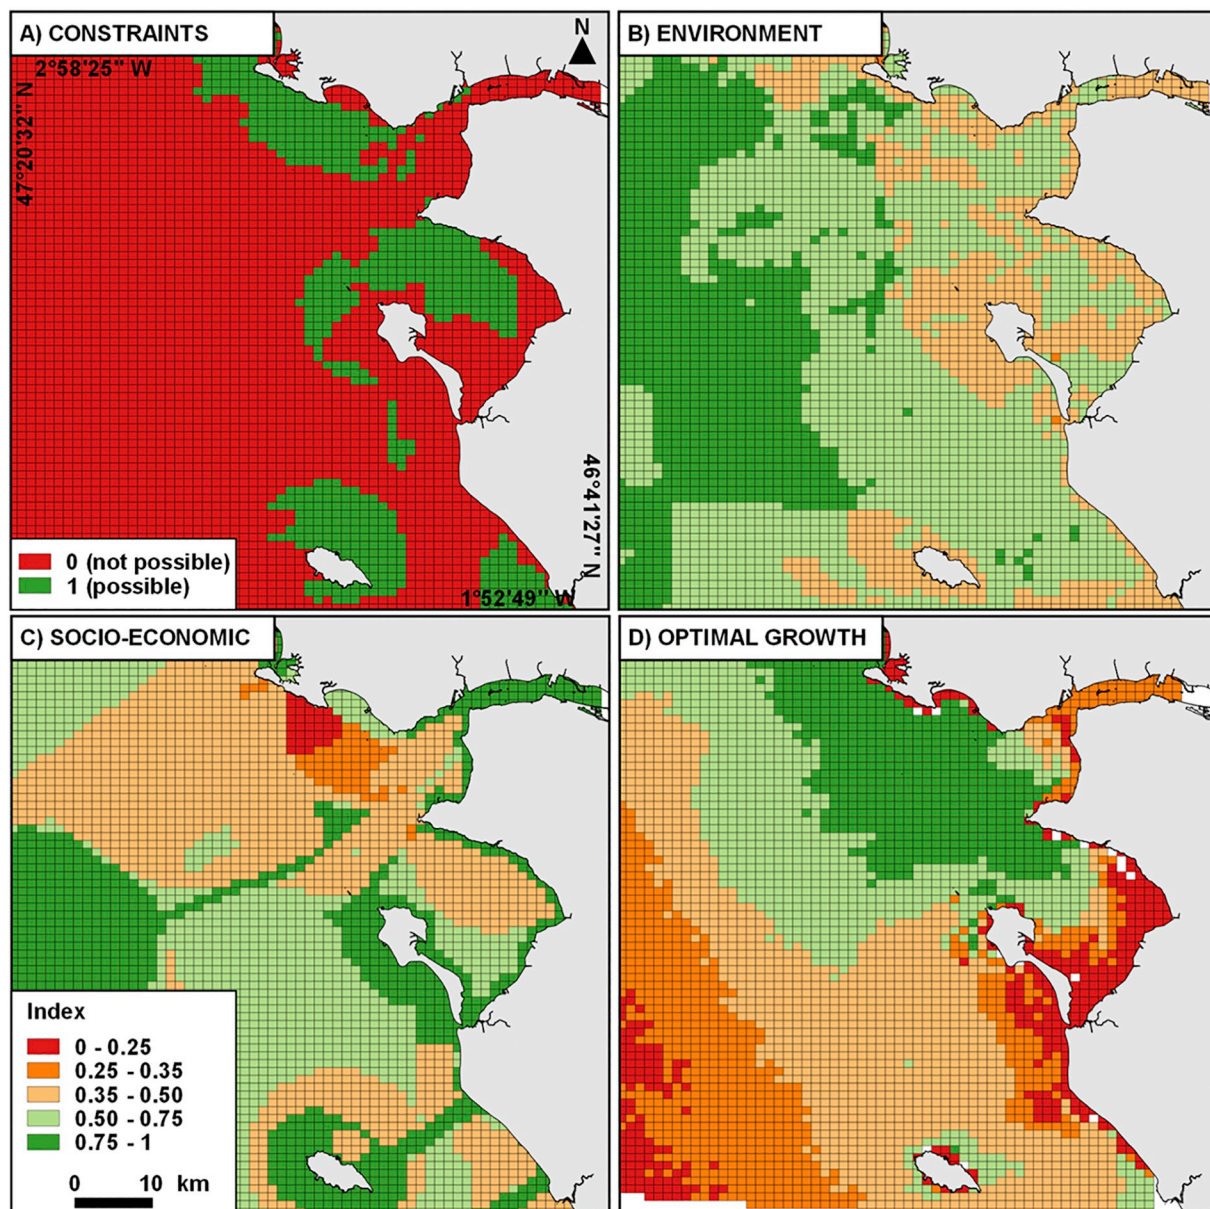 A) CONSTRAINTS
N
2°58'25" W
47°20'32" N
46°41'27" N
0 (not possible)
1 (possible)
1°52'49" W
B) ENVIRONMENT
C) SOCIO-ECONOMIC
Index
0 - 0.25
0.25 - 0.35
0.35 - 0.50
0.50 - 0.75
0.75 - 1
0 10 km
D) OPTIMAL GROWTH